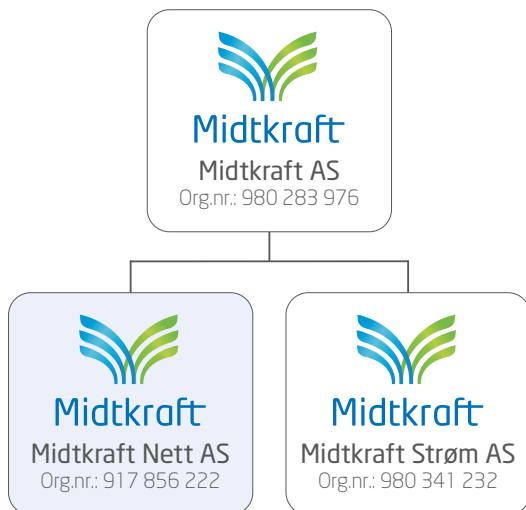 Midtkraft
Midtkraft AS
Org.nr.: 980 283 976
Midtkraft
Midtkraft Nett AS
Org.nr.: 917 856 222
Midtkraft
Midtkraft Strøm AS
Org.nr.: 980 341 232